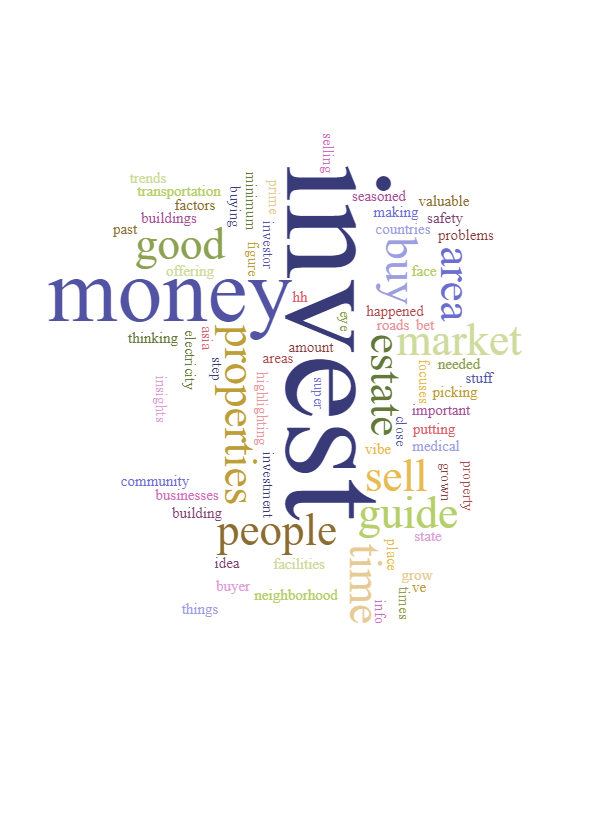 selling
invest
trends
transportation
factors
buildings
past
buying
minimum
prime
investor
figure
good
offering
seasoned
making
countries
valuable
safety
problems
buy
face
area
money
hh
eye
happened
roads
bet
market
thinking
electricity
asia
step
properties
amount
areas
super
highlighting
estate
focuses
needed
stuff
picking
important
close
putting
insights
vibe
medical
investment
sell
grown
property
community
businesses
building
guide
people
state
idea
facilities
time
place
grow
ve
buyer
neighborhood
info
times
things